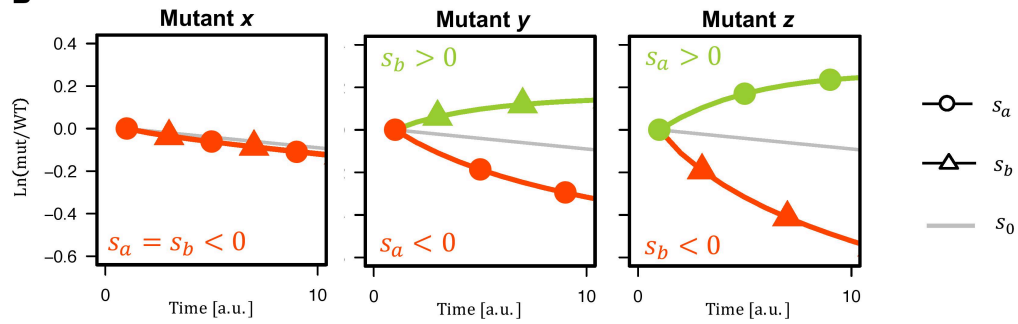 Mutant x
Mutant y
Mutant z
Ln(mut/WT)
0.4
0.2
0.0
−0.2
−0.4
−0.6
s_a = s_b < 0
s_b > 0
s_a < 0
s_a > 0
s_b < 0
0
10
0
10
0
10
Time [a.u.]
Time [a.u.]
Time [a.u.]
s_a
s_b
s_0